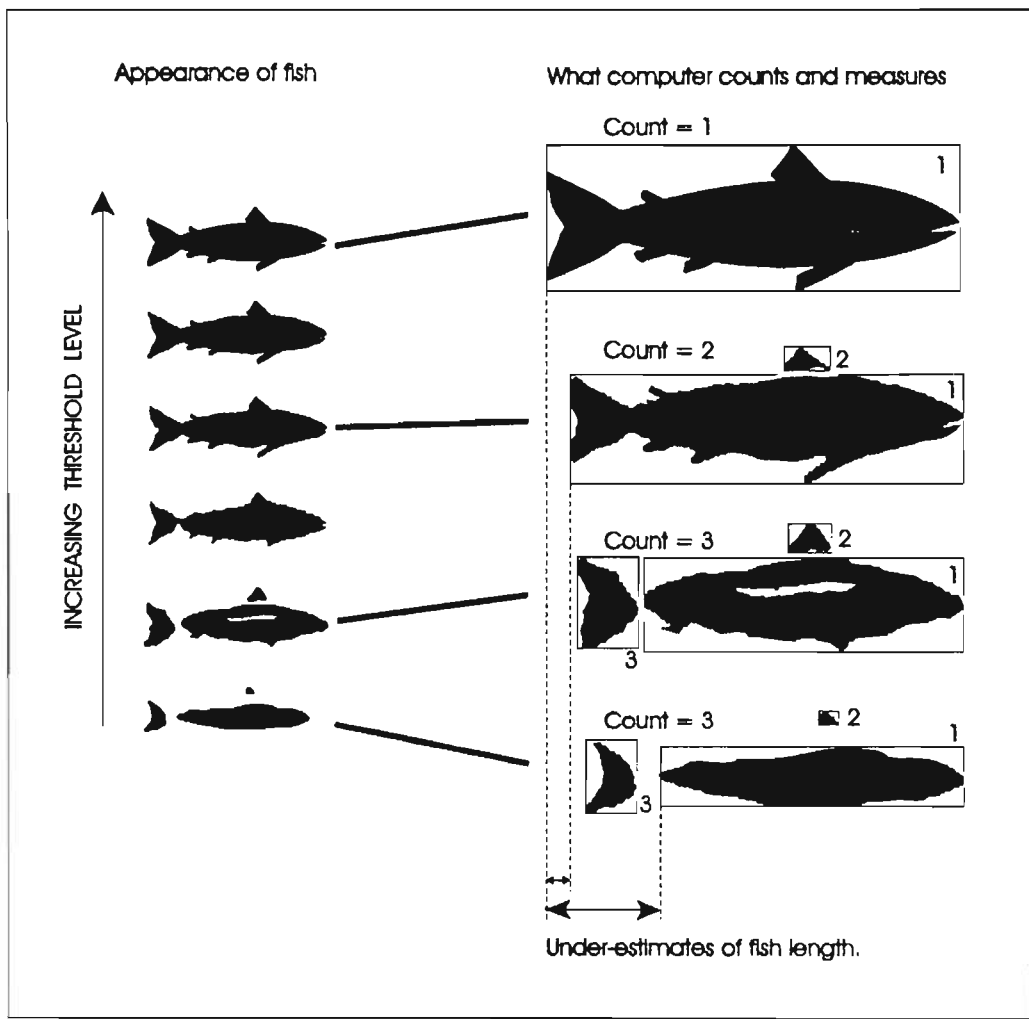 Appearance of fish
What computer counts and measures
Count = 1
1
INCREASING THRESHOLD LEVEL
Count = 2
2
1
Count = 3
2
1
3
Count = 3
2
1
3
Under-estimates of fish length.